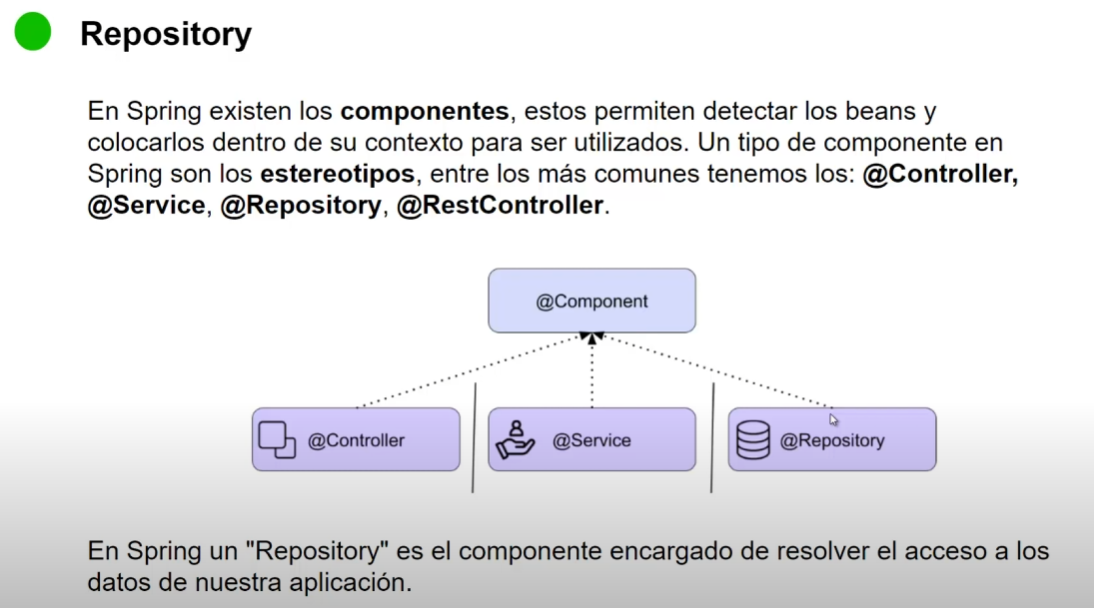 Repository
En Spring existen los componentes, estos permiten detectar los beans y
colocarlos dentro de su contexto para ser utilizados. Un tipo de componente en
Spring son los estereotipos, entre los más comunes tenemos los: @Controller,
@Service, @Repository, @RestController.
@Component
@Controller
@Service
@Repository
En Spring un "Repository" es el componente encargado de resolver el acceso a los
datos de nuestra aplicación.